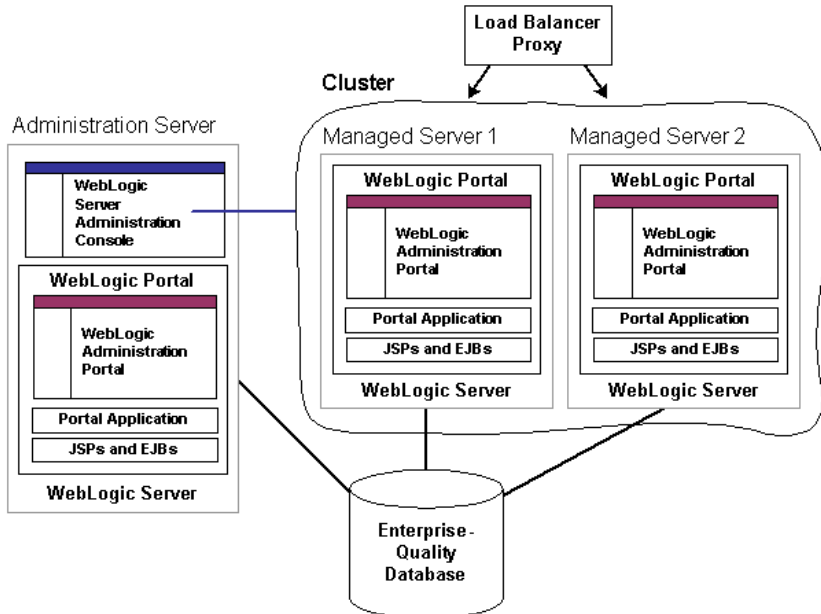 Load Balancer
Proxy
Cluster
Administration Server
WebLogic
Server
Administration
Console
WebLogic Portal
WebLogic
Administration
Portal
Portal Application
JSPs and EJBs
WebLogic Server
Managed Server 1
WebLogic Portal
WebLogic
Administration
Portal
Portal Application
JSPs and EJBs
WebLogic Server
Managed Server 2
WebLogic Portal
WebLogic
Administration
Portal
Portal Application
JSPs and EJBs
WebLogic Server
Enterprise-
Quality
Database